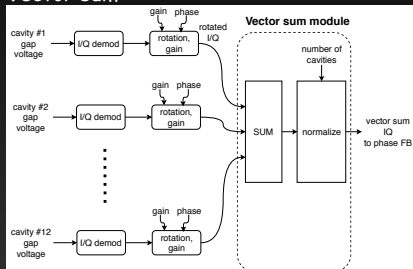 Vector Sum
Vector sum module
gain phase rotated
I/Q
cavity #1
gap
voltage
I/Q demod
rotation,
gain
number of
cavities
gain phase
cavity #2
gap
voltage
I/Q demod
rotation,
gain
SUM
normalize
vector sum
IQ
to phase FB
gain phase
cavity #12
gap
voltage
I/Q demod
rotation,
gain